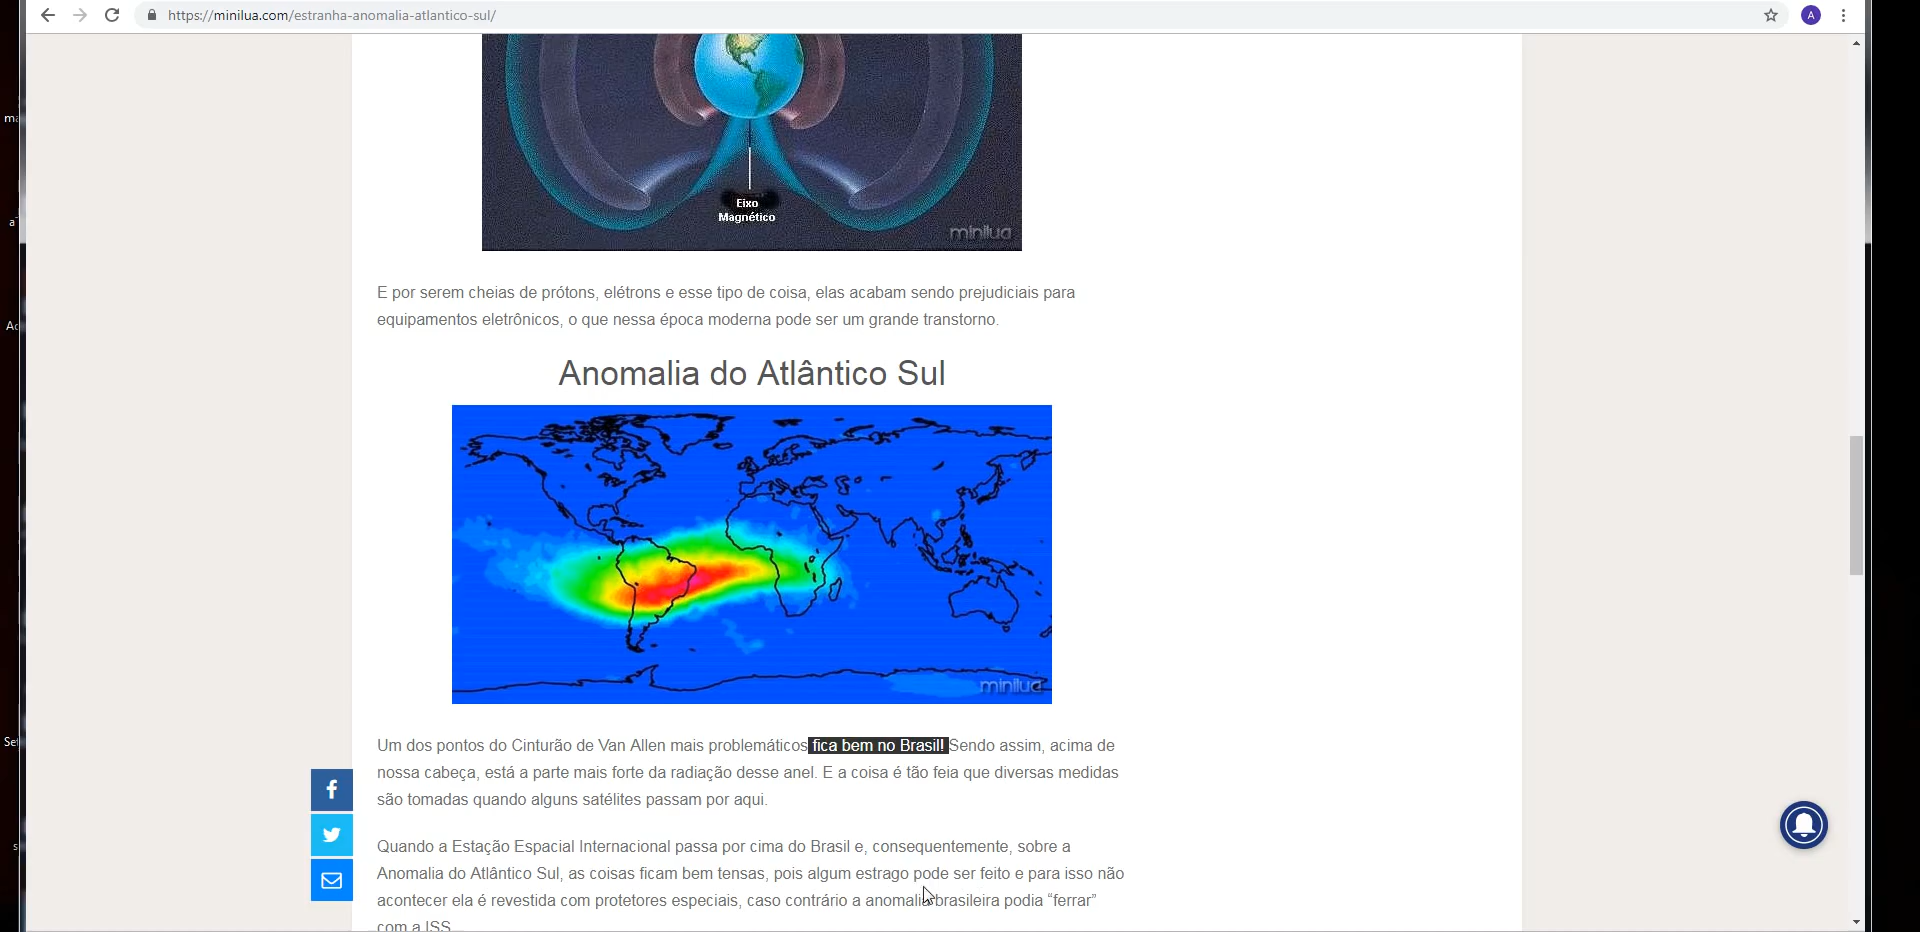 https://minilua.com/estranha-anomalia-atlantico-sul/
A
Eixo
Magnético
minilua
E por serem cheias de prótons, elétrons e esse tipo de coisa, elas acabam sendo prejudiciais para
equipamentos eletrônicos, o que nessa época moderna pode ser um grande transtorno.
Anomalia do Atlântico Sul
minilua
Um dos pontos do Cinturão de Van Allen mais problemáticos fica bem no Brasil! Sendo assim, acima de
nossa cabeça, está a parte mais forte da radiação desse anel. E a coisa é tão feia que diversas medidas
são tomadas quando alguns satélites passam por aqui.
Quando a Estação Espacial Internacional passa por cima do Brasil e, consequentemente, sobre a
Anomalia do Atlântico Sul, as coisas ficam bem tensas, pois algum estrago pode ser feito e para isso não
acontecer ela é revestida com protetores especiais, caso contrário a anomalia brasileira podia “ferrar”
com a ISS.